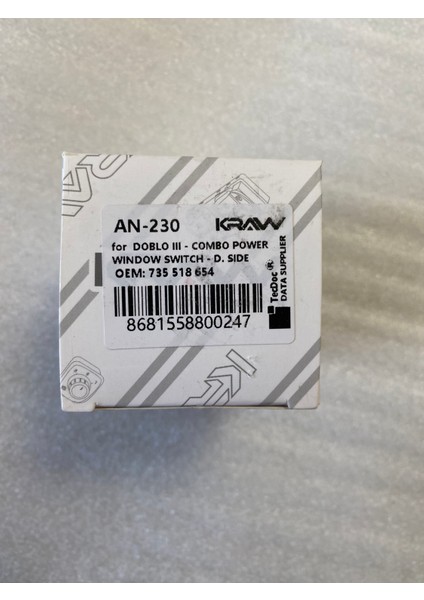 AN-230 KRAW
for DOBLO III - COMBO POWER
WINDOW SWITCH - D. SIDE
OEM: 735 518 654
8681558800247
TecDoc®
DATA SUPPLIER